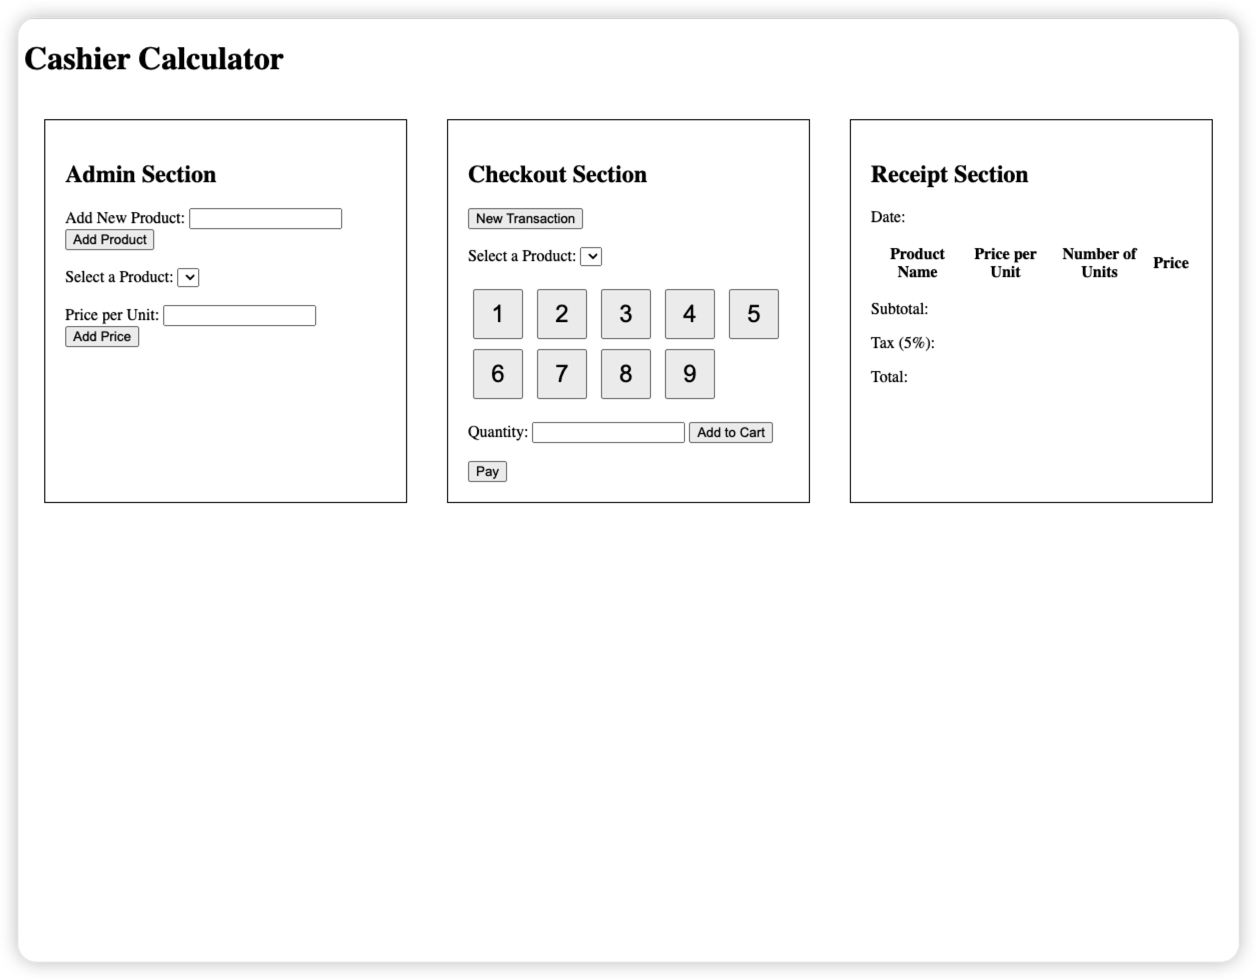 Cashier Calculator
Admin Section
Add New Product:
Add Product
Select a Product:
Price per Unit:
Add Price
Checkout Section
New Transaction
Select a Product:
1 2 3 4 5
6 7 8 9
Quantity: Add to Cart
Pay
Receipt Section
Date:
Product Name Price per Unit Number of Units Price
Subtotal:
Tax (5%):
Total: